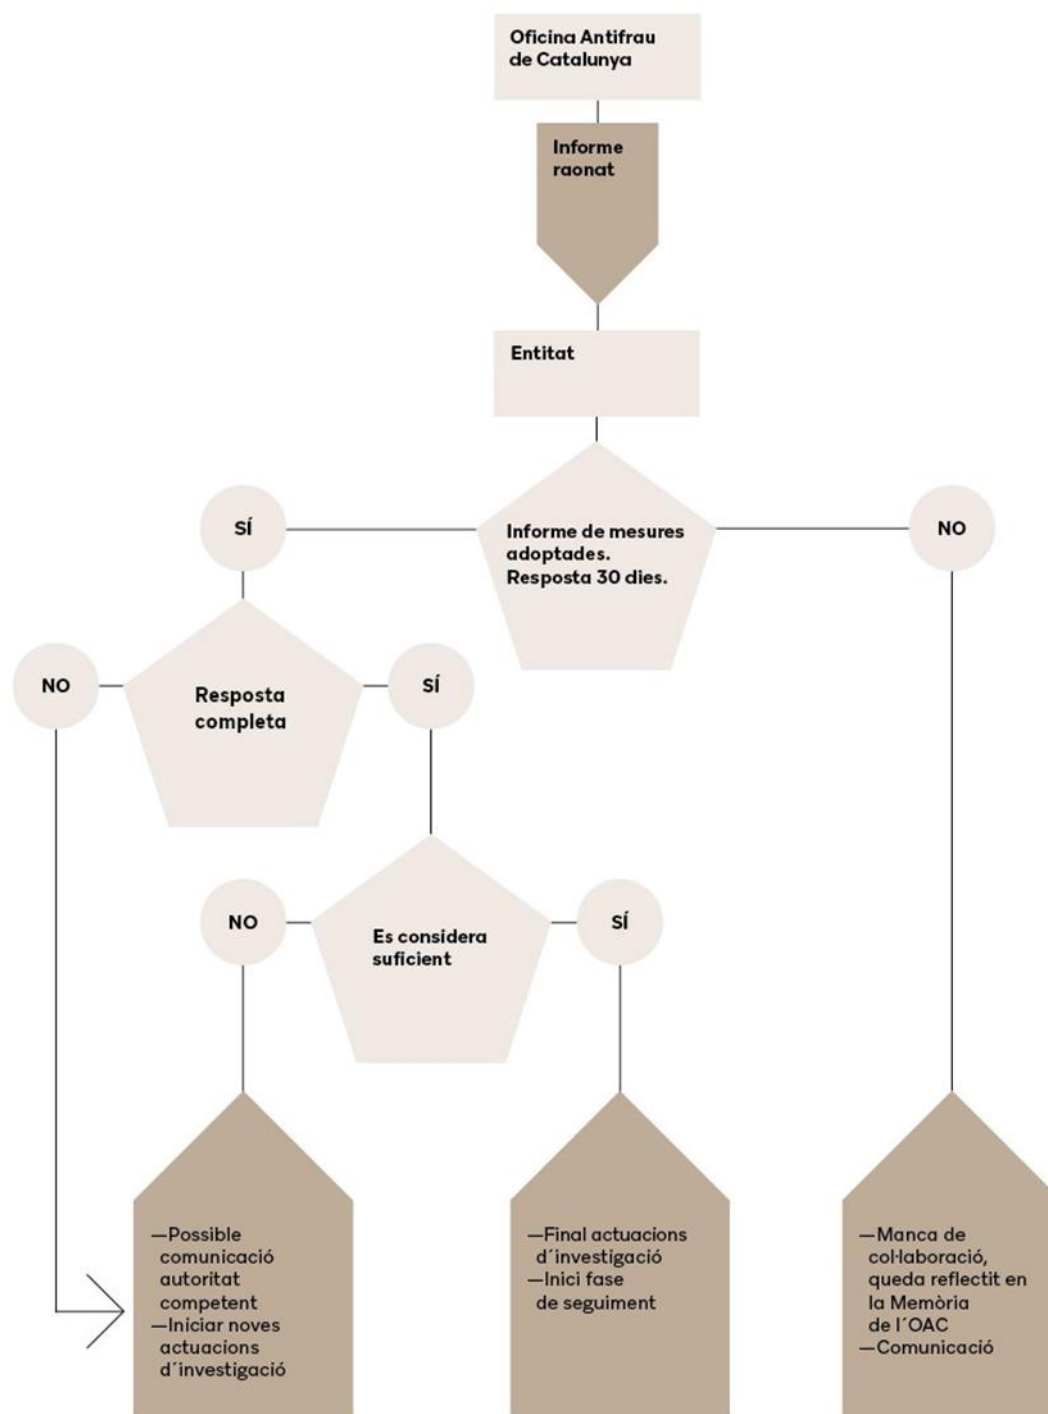 Oficina Antifrau
de Catalunya
Informe
raonat
Entitat
Informe de mesures
adoptades.
Resposta 30 dies.
SÍ
NO
Resposta
completa
NO
SÍ
Es considera
suficient
NO
SÍ
—Possible
comunicació
autoritat
competent
—Iniciar noves
actuacions
d´investigació
—Final actuacions
d´investigació
—Inici fase
de seguiment
—Manca de
col·laboració,
queda reflectit en
la Memòria
de l´OAC
—Comunicació